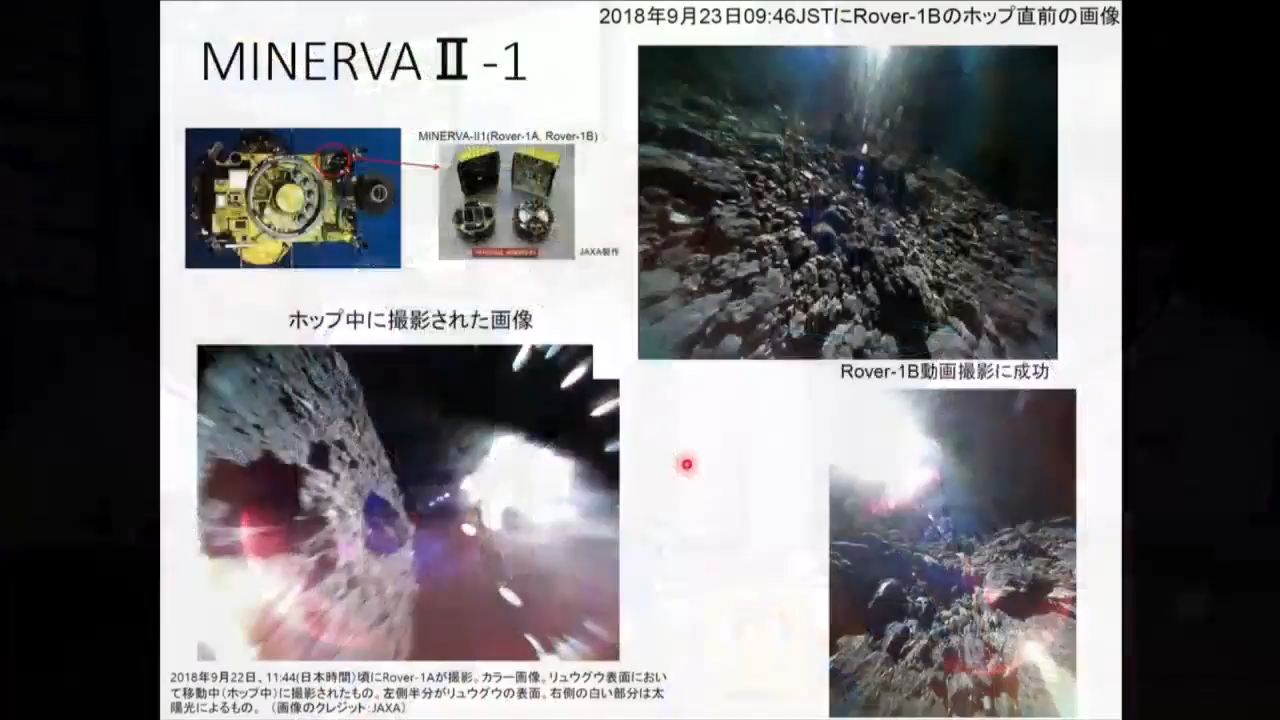 2018年9月23日09:46JSTにRover-1Bのホップ直前の画像
MINERVAⅡ-1
MINERVA-II1(Rover-1A, Rover-1B)
JAXA製作
ホップ中に撮影された画像
Rover-1B動画撮影に成功
2018年9月22日、11:44(日本時間)頃にRover-1Aが撮影。カラー画像。リュウグウ表面におい
て移動中(ホップ中)に撮影されたもの。左側半分がリュウグウの表面。右側の白い部分は太
陽光によるもの。 (画像のクレジット:JAXA)